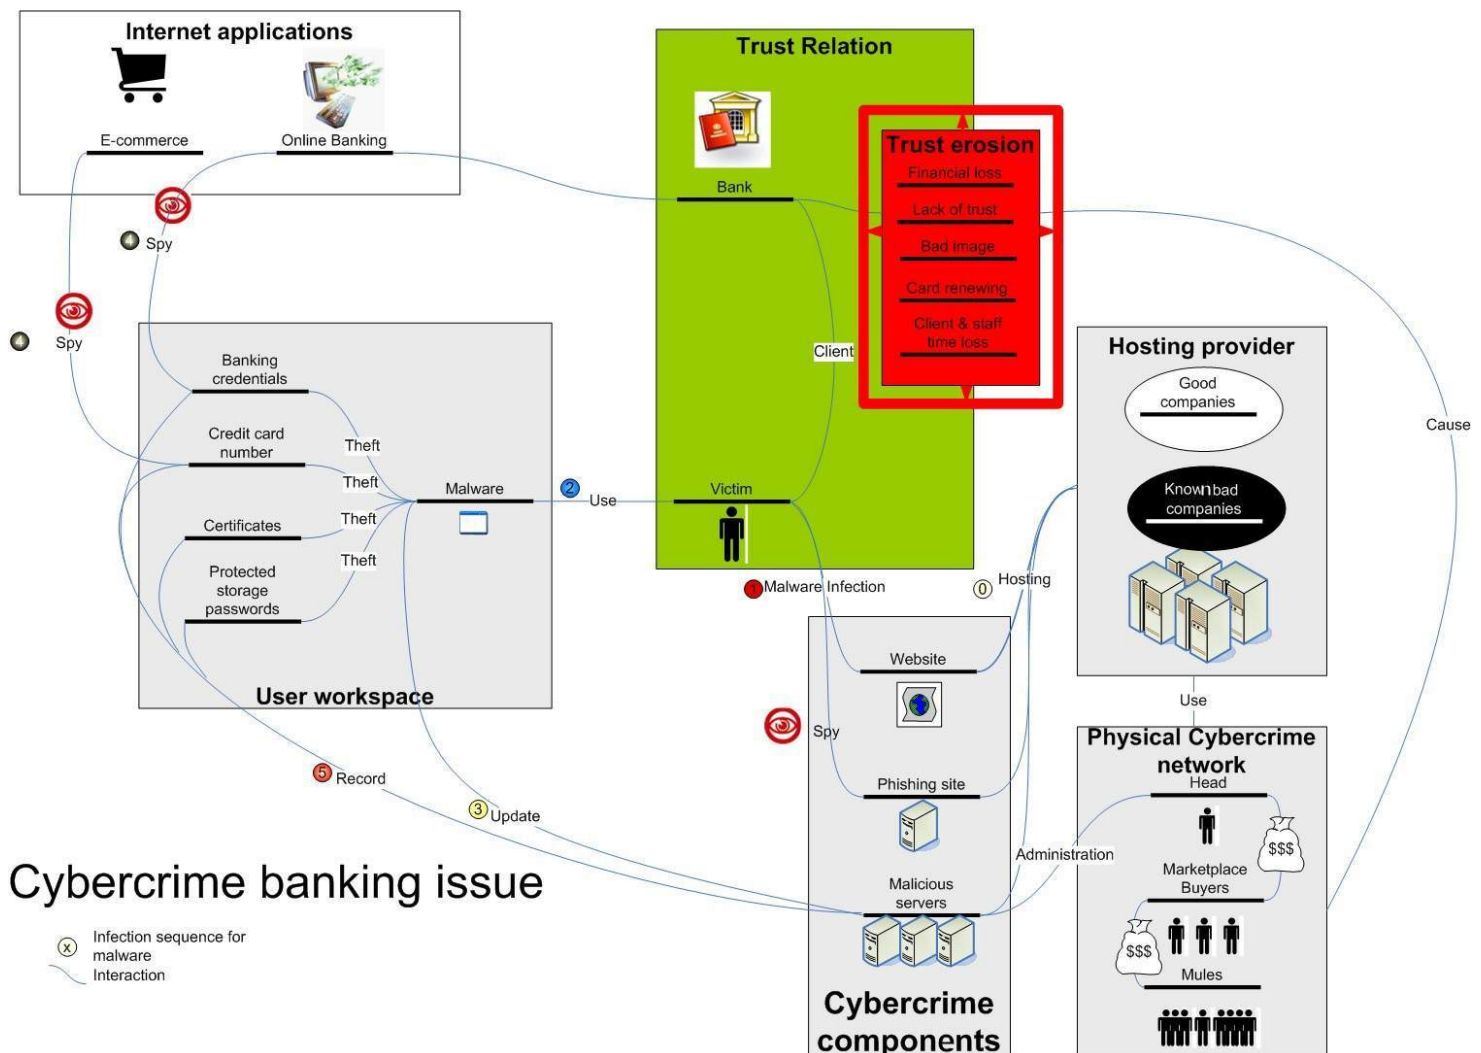 Internet applications
E-commerce
Online Banking
4
Spy
4
Spy
Trust Relation
Bank
Trust erosion
Financial loss
Lack of trust
Bad image
Card renewing
Client & staff
time loss
Client
Victim
Cause
Hosting provider
Good
companies
Known bad
companies
Banking
credentials
Credit card
number
Certificates
Protected
storage
passwords
Theft
Theft
Theft
Theft
Malware
User workspace
2
Use
1
Malware Infection
0
Hosting
Website
Spy
Phishing site
Malicious
servers
Cybercrime
components
Use
Physical Cybercrime
network
Head
$$$
Marketplace
Buyers
$$$
Mules
Administration
5
Record
3
Update
Cybercrime banking issue
x
Infection sequence for
malware
Interaction